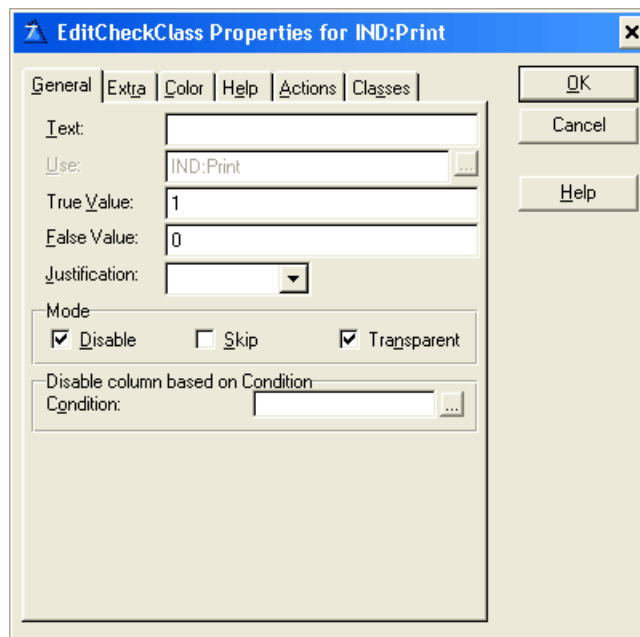 EditCheckClass Properties for IND:Print
General Extra Color Help Actions Classes
OK
Text:
Cancel
Use: IND:Print ...
True Value: 1
Help
False Value: 0
Justification:
Mode
Disable Skip Transparent
Disable column based on Condition
Condition: ...